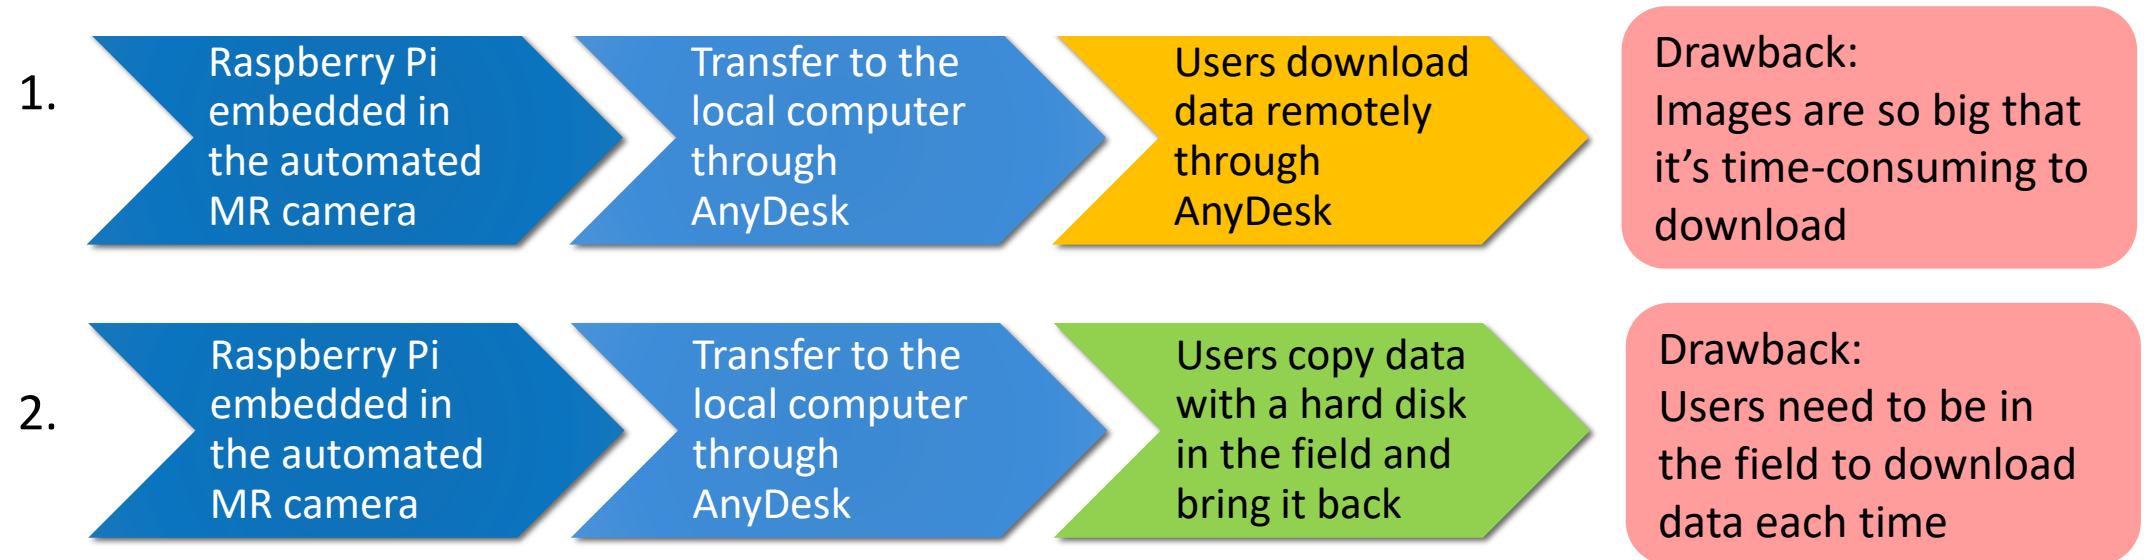 1.
Raspberry Pi
embedded in
the automated
MR camera
Transfer to the
local computer
through
AnyDesk
Users download
data remotely
through
AnyDesk
Drawback:
Images are so big that
it’s time-consuming to
download
2.
Raspberry Pi
embedded in
the automated
MR camera
Transfer to the
local computer
through
AnyDesk
Users copy data
with a hard disk
in the field and
bring it back
Drawback:
Users need to be in
the field to download
data each time